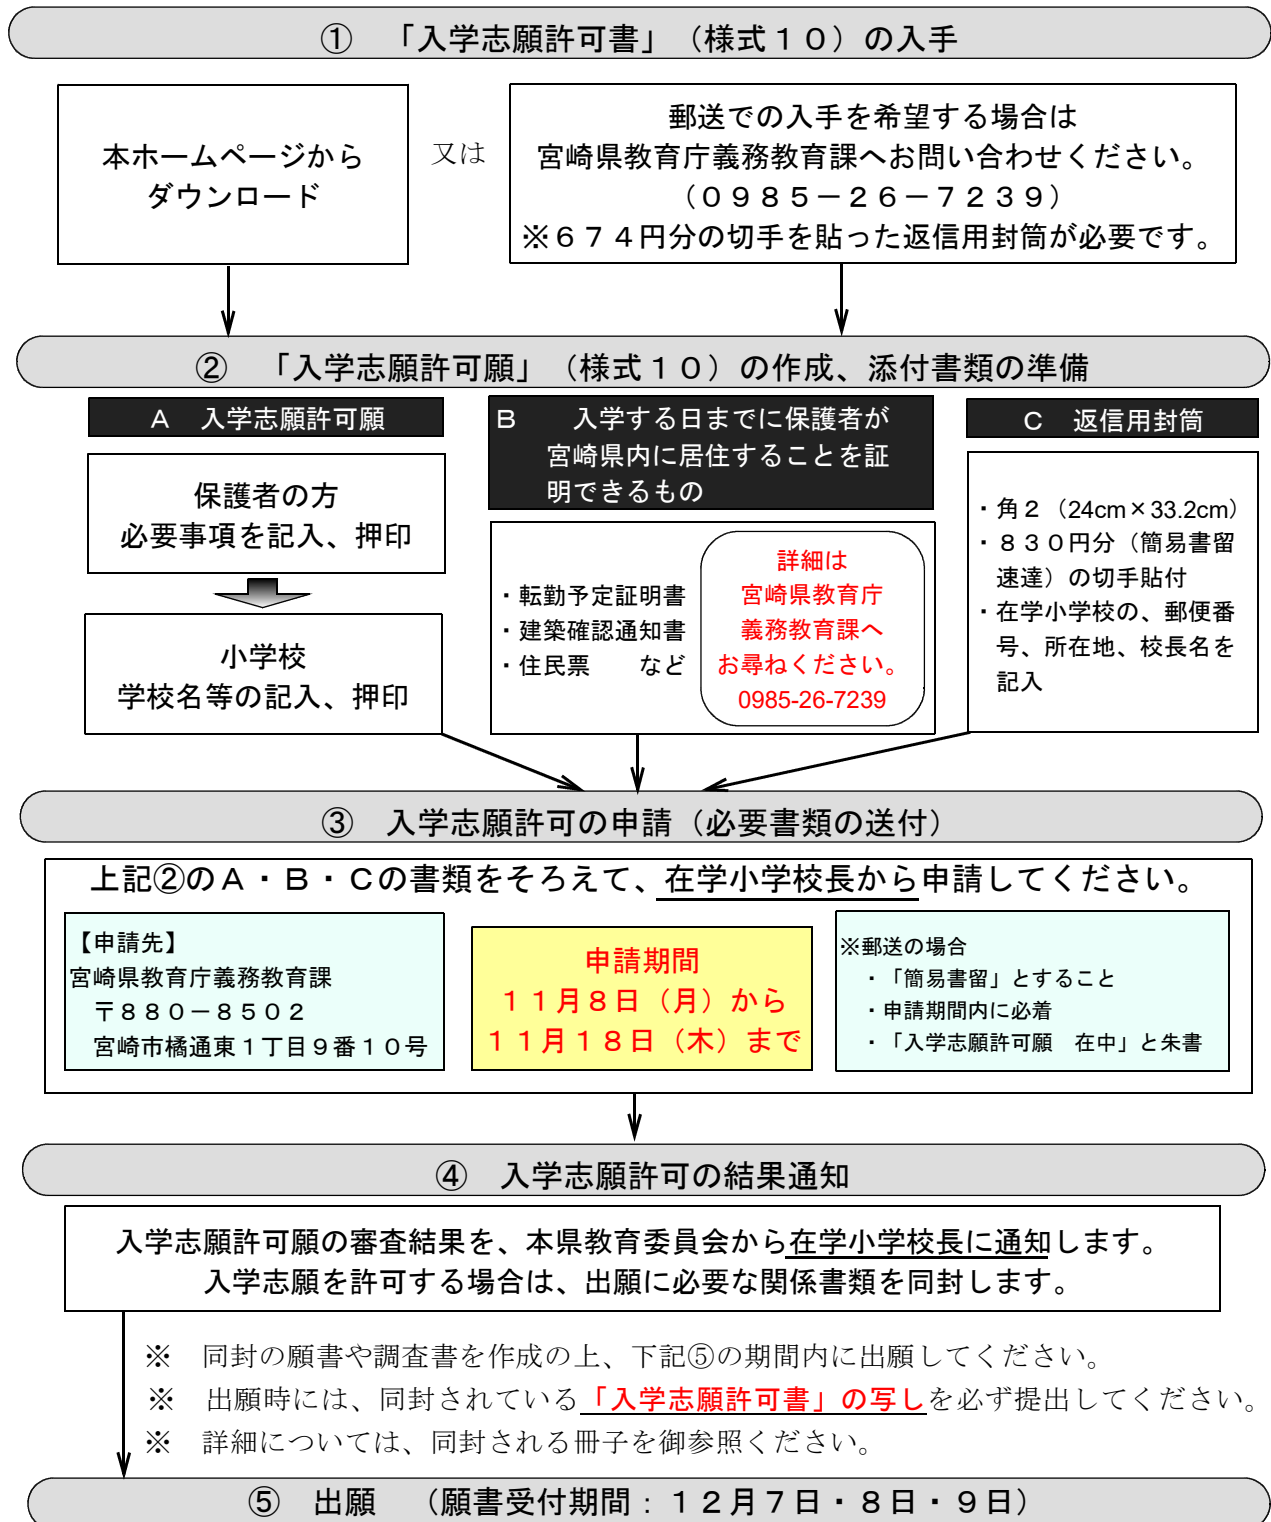 ① 「入学志願許可書」（様式１０）の入手
本ホームページから
ダウンロード
又は
郵送での入手を希望する場合は
宮崎県教育庁義務教育課へお問い合わせください。
（０９８５－２６－７２３９）
※６７４円分の切手を貼った返信用封筒が必要です。
② 「入学志願許可願」（様式１０）の作成、添付書類の準備
Ａ 入学志願許可願
保護者の方
必要事項を記入、押印
小学校
学校名等の記入、押印
Ｂ 入学する日までに保護者が
宮崎県内に居住することを証
明できるもの
・転勤予定証明書
・建築確認通知書
・住民票 など
詳細は
宮崎県教育庁
義務教育課へ
お尋ねください。
0985-26-7239
Ｃ 返信用封筒
・角２（24cm×33.2cm）
・８３０円分（簡易書留
速達）の切手貼付
・在学小学校の、郵便番
号、所在地、校長名を
記入
③ 入学志願許可の申請（必要書類の送付）
上記②のＡ・Ｂ・Ｃの書類をそろえて、在学小学校長から申請してください。
【申請先】
宮崎県教育庁義務教育課
〒８８０－８５０２
宮崎市橘通東１丁目９番１０号
申請期間
１１月８日（月）から
１１月１８日（木）まで
※郵送の場合
・「簡易書留」とすること
・申請期間内に必着
・「入学志願許可願 在中」と朱書
④ 入学志願許可の結果通知
入学志願許可願の審査結果を、本県教育委員会から在学小学校長に通知します。
入学志願を許可する場合は、出願に必要な関係書類を同封します。
※ 同封の願書や調査書を作成の上、下記⑤の期間内に出願してください。
※ 出願時には、同封されている「入学志願許可書」の写しを必ず提出してください。
※ 詳細については、同封される冊子を御参照ください。
⑤ 出願 （願書受付期間：１２月７日・８日・９日）